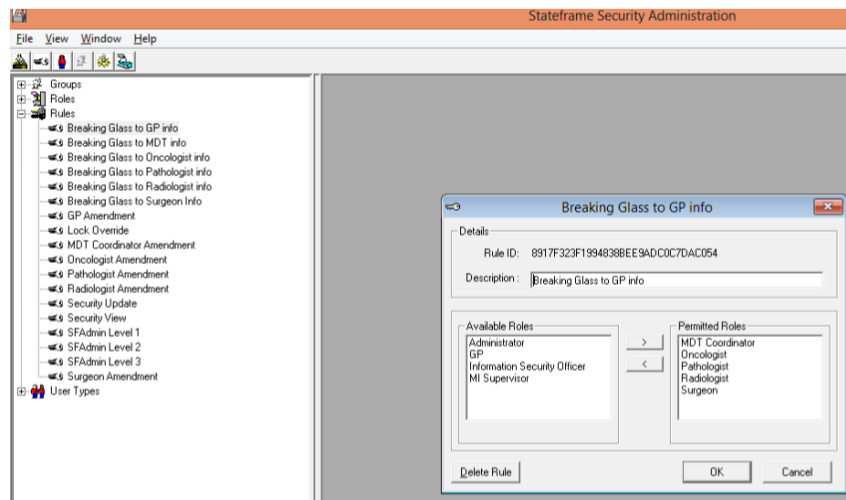 Stateframe Security Administration
File View Window Help
Groups
Roles
Rules
Breaking Glass to GP info
Breaking Glass to MDT info
Breaking Glass to Oncologist info
Breaking Glass to Pathologist info
Breaking Glass to Radiologist info
Breaking Glass to Surgeon Info
GP Amendment
Lock Override
MDT Coordinator Amendment
Oncologist Amendment
Pathologist Amendment
Radiologist Amendment
Security Update
Security View
SFAdmin Level 1
SFAdmin Level 2
SFAdmin Level 3
Surgeon Amendment
User Types
Breaking Glass to GP info
Details
Rule ID: 8917F323F1994838BEE9ADC0C7DAC054
Description : Breaking Glass to GP info
Available Roles
Administrator
GP
Information Security Officer
MI Supervisor
>
<
Permitted Roles
MDT Coordinator
Oncologist
Pathologist
Radiologist
Surgeon
Delete Rule OK Cancel